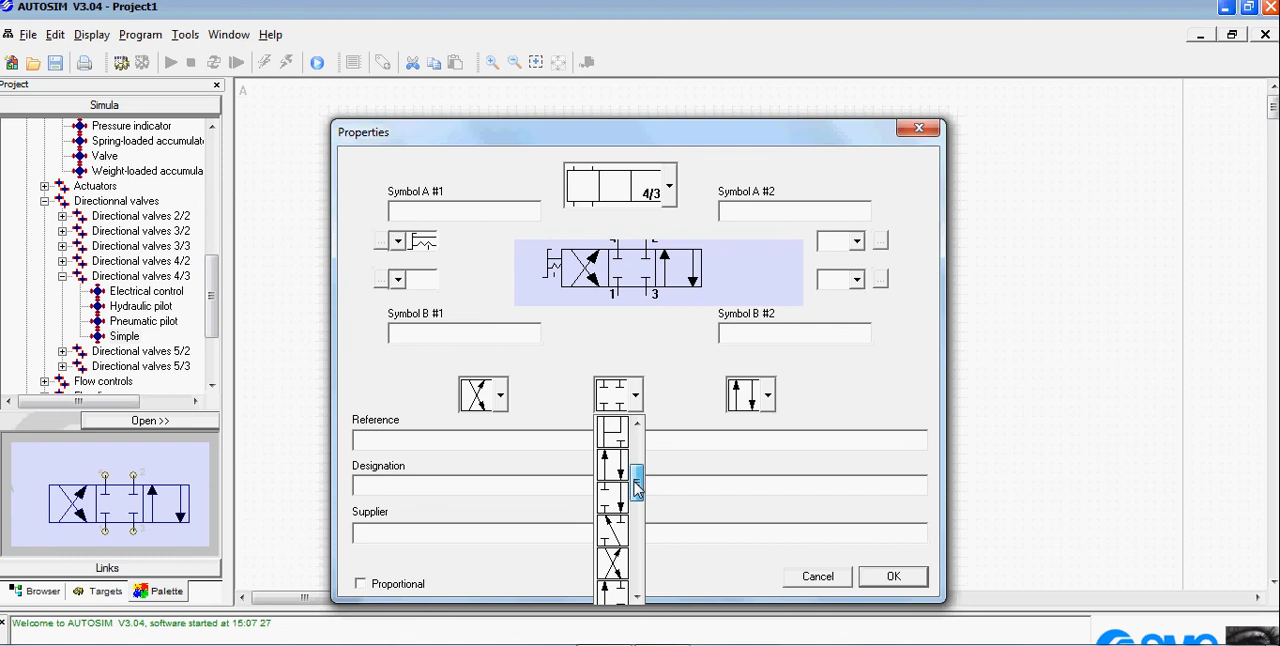 AUTOSIM V3.04 - Project1
File Edit Display Program Tools Window Help
Project
Simula
A
Pressure indicator
Spring-loaded accumulat
Valve
Weight-loaded accumula
Actuators
Directionnal valves
Directional valves 2/2
Directional valves 3/2
Directional valves 3/3
Directional valves 4/2
Directional valves 4/3
Electrical control
Hydraulic pilot
Pneumatic pilot
Simple
Directional valves 5/2
Directional valves 5/3
Flow controls
Open >>
Links
Browser Targets Palette
Properties
Symbol A #1
4/3
Symbol A #2
1 3
Symbol B #1
Symbol B #2
Reference
Designation
Supplier
Proportional
Cancel OK
Welcome to AUTOSIM V3.04, software started at 15:07 27